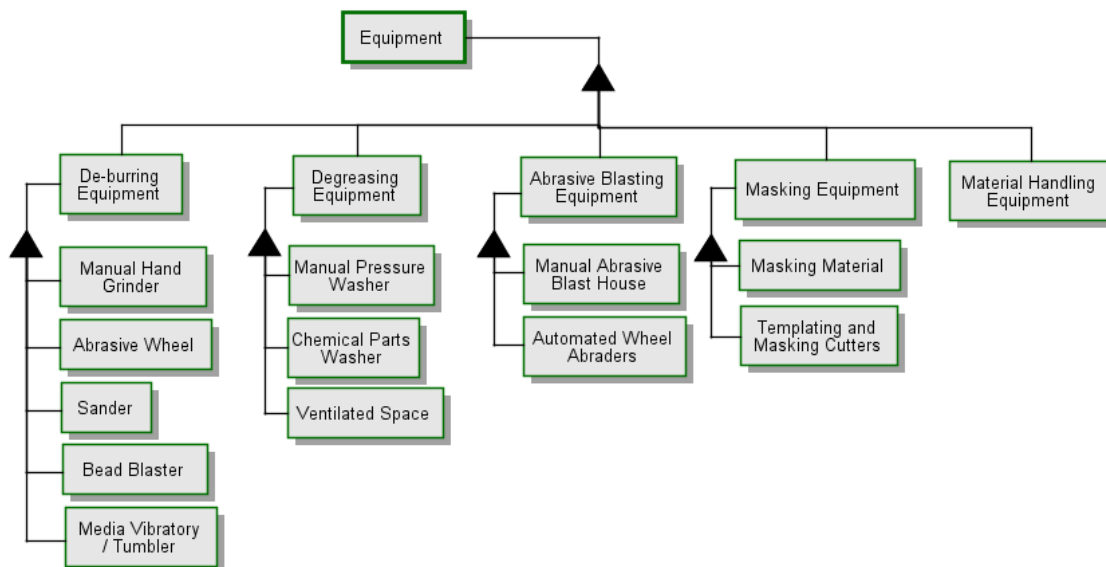 Equipment
De-burring
Equipment
Degreasing
Equipment
Abrasive Blasting
Equipment
Masking Equipment
Material Handling
Equipment
Manual Hand
Grinder
Abrasive Wheel
Sander
Bead Blaster
Media Vibratory
/ Tumbler
Manual Pressure
Washer
Chemical Parts
Washer
Ventilated Space
Manual Abrasive
Blast House
Automated Wheel
Abraders
Masking Material
Templating and
Masking Cutters